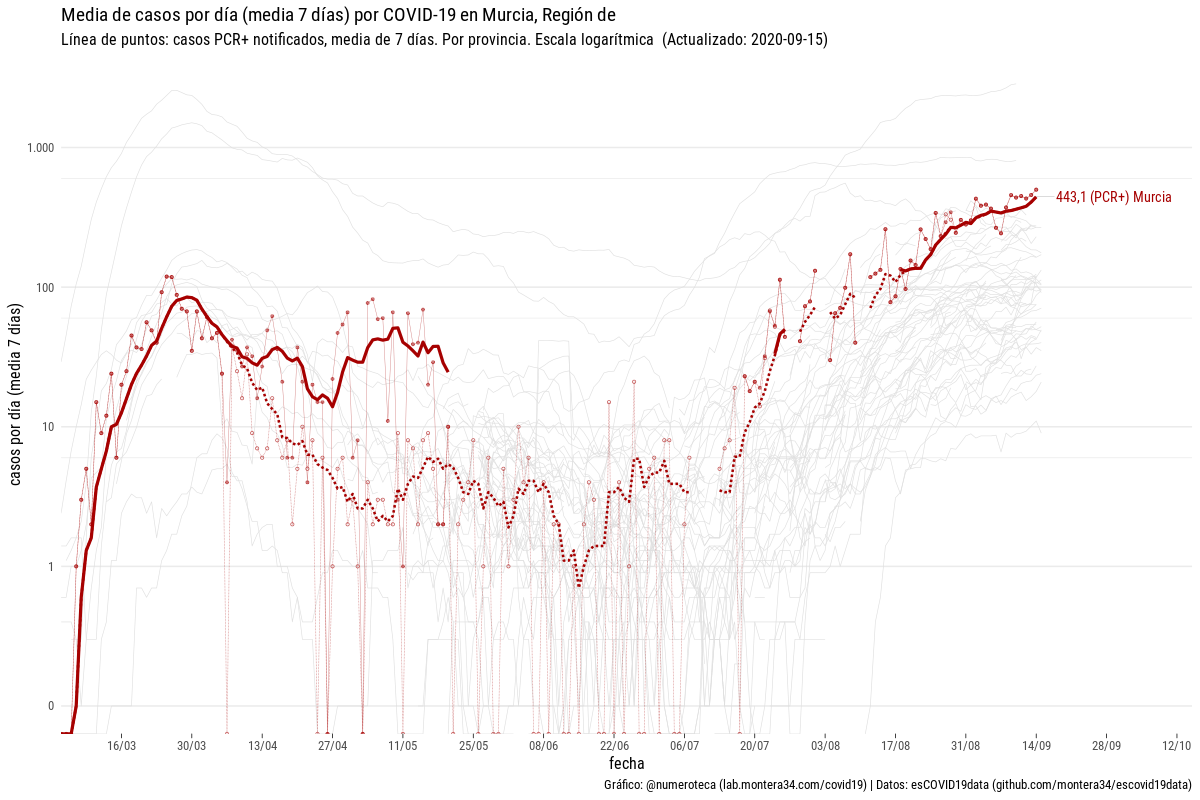 Media de casos por día (media 7 días) por COVID-19 en Murcia, Región de
Línea de puntos: casos PCR+ notificados, media de 7 días. Por provincia. Escala logarítmica  (Actualizado: 2020-09-15)
casos por día (media 7 días)
1.000
100
10
1
0
443,1 (PCR+) Murcia
16/03 30/03 13/04 27/04 11/05 25/05 08/06 22/06 06/07 20/07 03/08 17/08 31/08 14/09 28/09 12/10
fecha
Gráfico: @numeroteca (lab.montera34.com/covid19) | Datos: esCOVID19data (github.com/montera34/escovid19data)